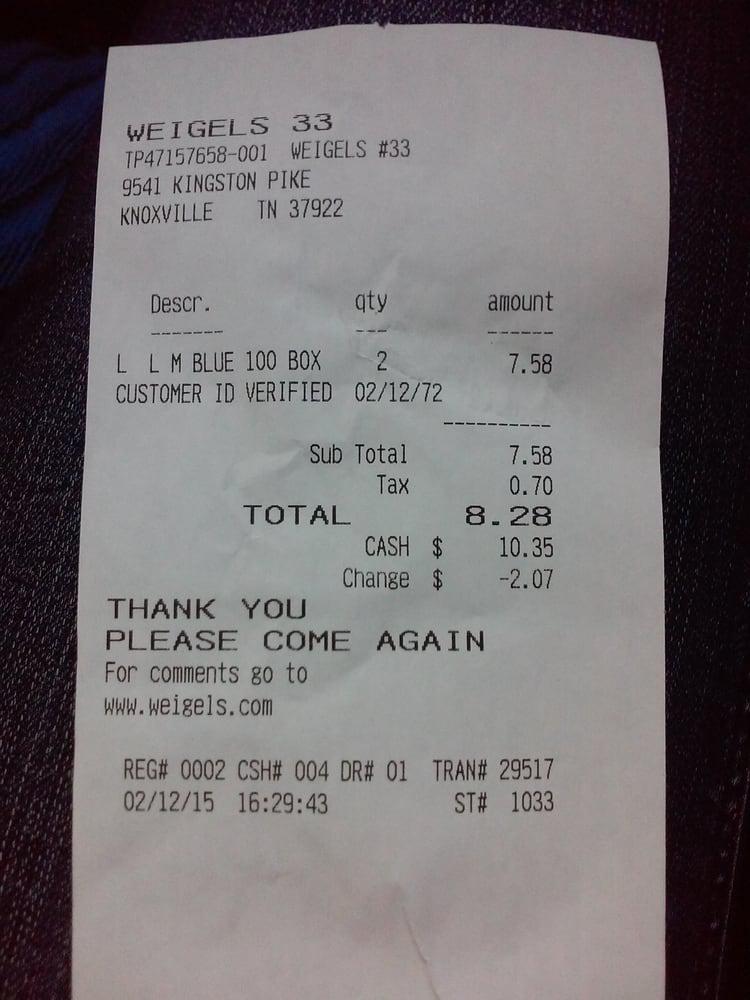 WEIGELS 33
TP47157658-001 WEIGELS #33
9541 KINGSTON PIKE
KNOXVILLE TN 37922
Descr. qty amount
------- --- ------
L L M BLUE 100 BOX 2 7.58
CUSTOMER ID VERIFIED 02/12/72
----------
Sub Total 7.58
Tax 0.70
TOTAL 8.28
CASH $ 10.35
Change $ -2.07
THANK YOU
PLEASE COME AGAIN
For comments go to
www.weigels.com
REG# 0002 CSH# 004 DR# 01 TRAN# 29517
02/12/15 16:29:43 ST# 1033